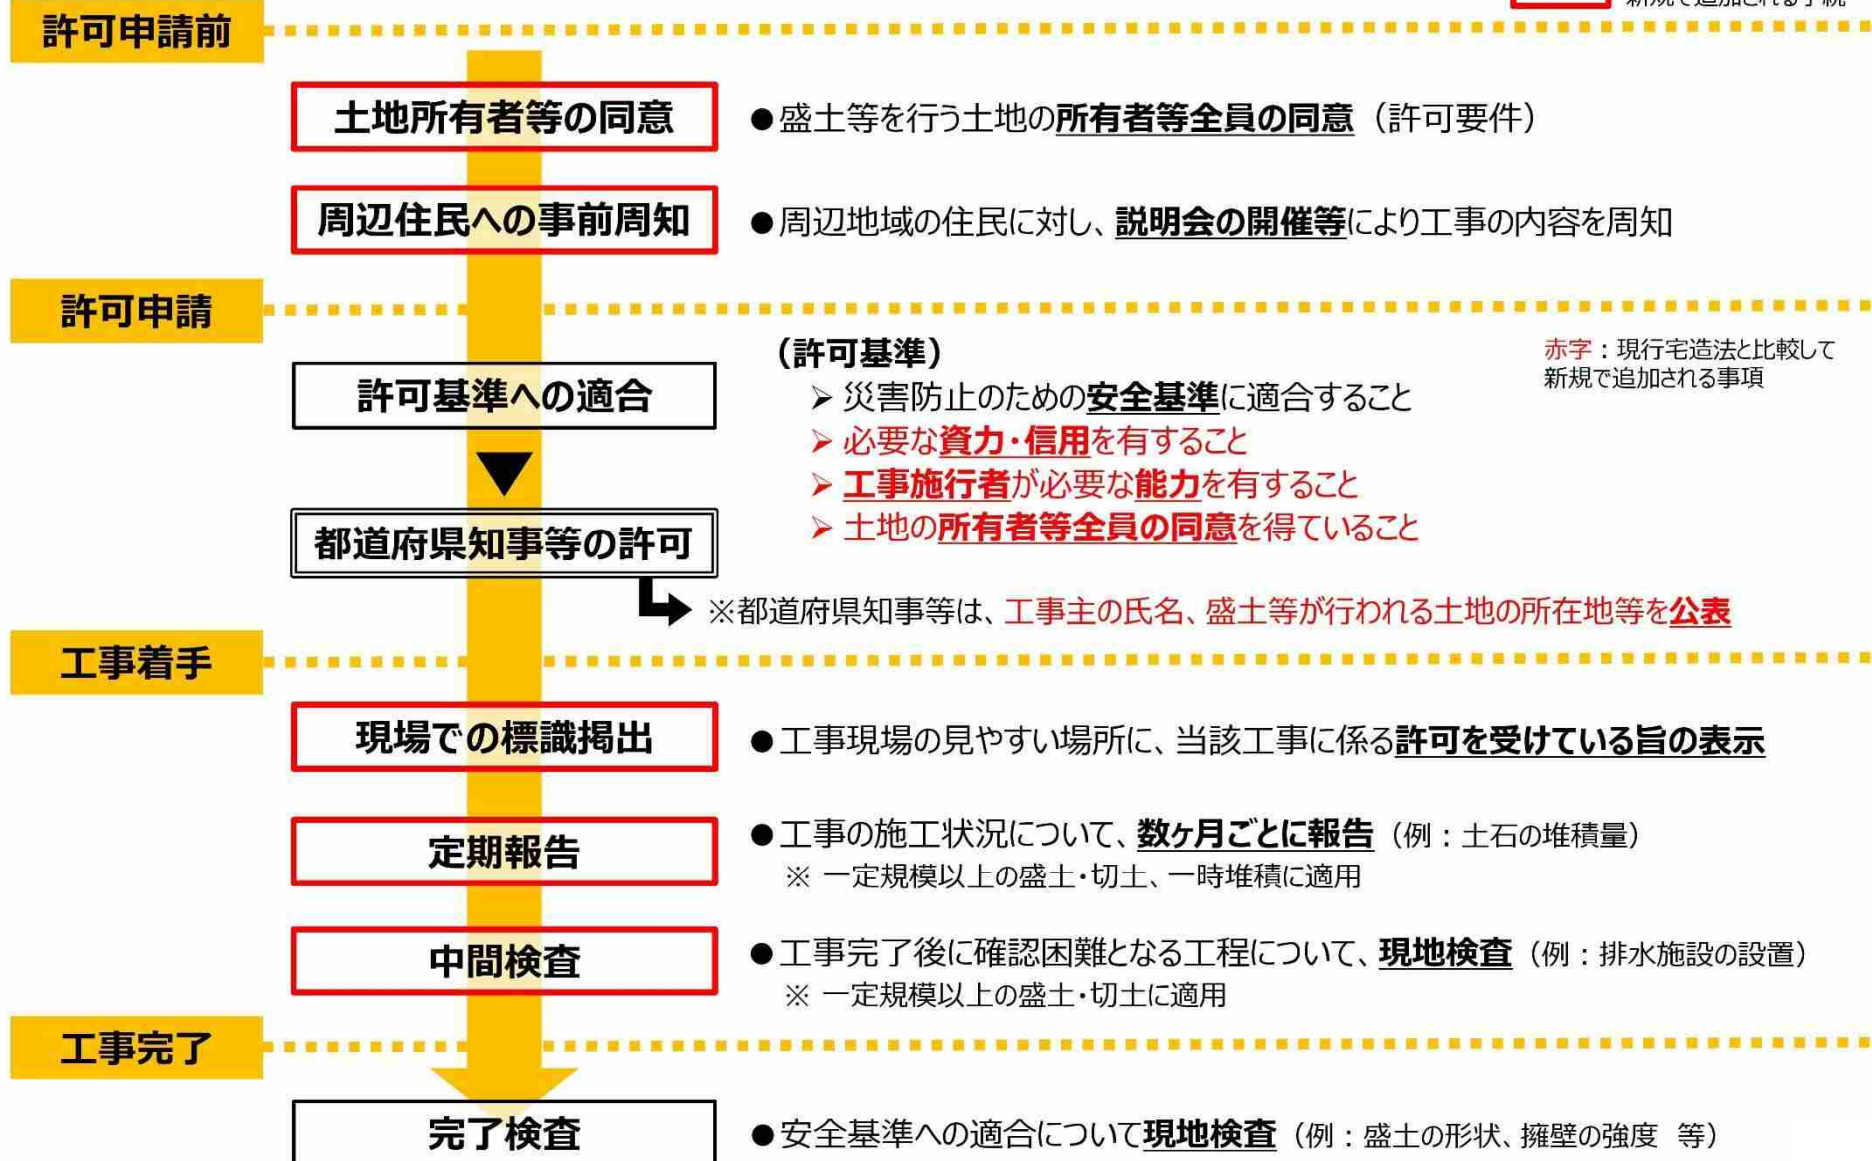 新規で追加される手続
許可申請前
土地所有者等の同意
●盛土等を行う土地の所有者等全員の同意（許可要件）
周辺住民への事前周知
●周辺地域の住民に対し、説明会の開催等により工事の内容を周知
許可申請
（許可基準）
赤字：現行宅造法と比較して
新規で追加される事項
許可基準への適合
➢ 災害防止のための安全基準に適合すること
➢ 必要な資力・信用を有すること
➢ 工事施行者が必要な能力を有すること
➢ 土地の所有者等全員の同意を得ていること
都道府県知事等の許可
※都道府県知事等は、工事主の氏名、盛土等が行われる土地の所在地等を公表
工事着手
現場での標識掲出
●工事現場の見やすい場所に、当該工事に係る許可を受けている旨の表示
定期報告
●工事の施工状況について、数ヶ月ごとに報告（例：土石の堆積量）
※ 一定規模以上の盛土・切土、一時堆積に適用
中間検査
●工事完了後に確認困難となる工程について、現地検査（例：排水施設の設置）
※ 一定規模以上の盛土・切土に適用
工事完了
完了検査
●安全基準への適合について現地検査（例：盛土の形状、擁壁の強度 等）